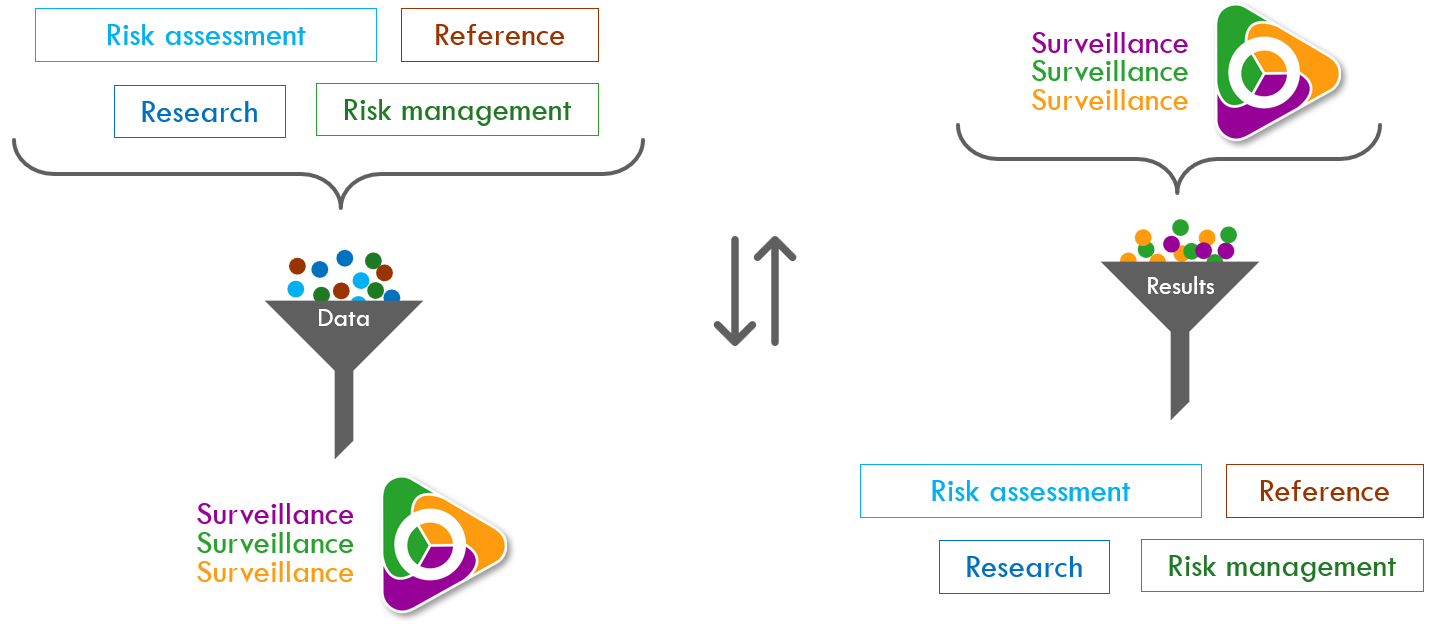 Risk assessment
Reference
Research
Risk management
Data
Surveillance
Surveillance
Surveillance
Surveillance
Surveillance
Surveillance
Results
Risk assessment
Reference
Research
Risk management